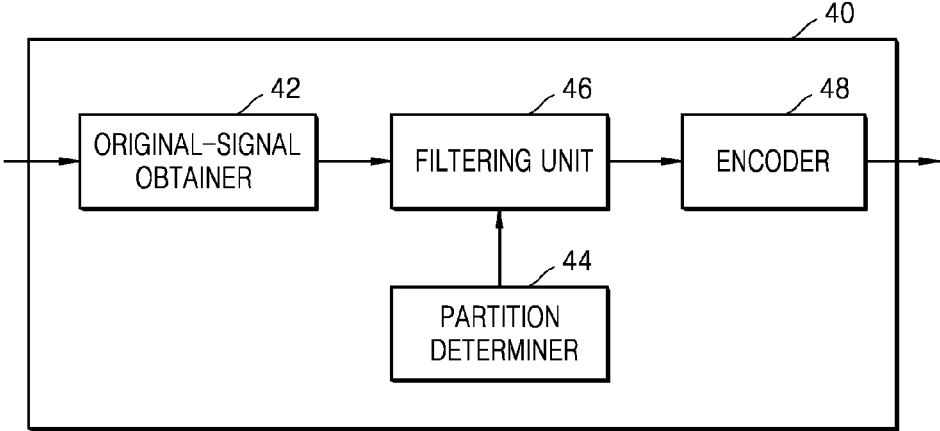 40
42
ORIGINAL-SIGNAL
OBTAINER
46
FILTERING UNIT
48
ENCODER
44
PARTITION
DETERMINER